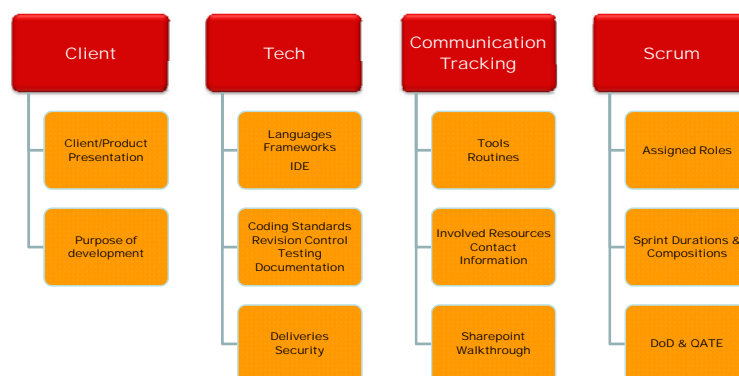 Client
Client/Product
Presentation
Purpose of
development
Tech
Languages
Frameworks
IDE
Coding Standards
Revision Control
Testing
Documentation
Deliveries
Security
Communication
Tracking
Tools
Routines
Involved Resources
Contact
Information
Sharepoint
Walkthrough
Scrum
Assigned Roles
Sprint Durations &
Compositions
DoD & QATE